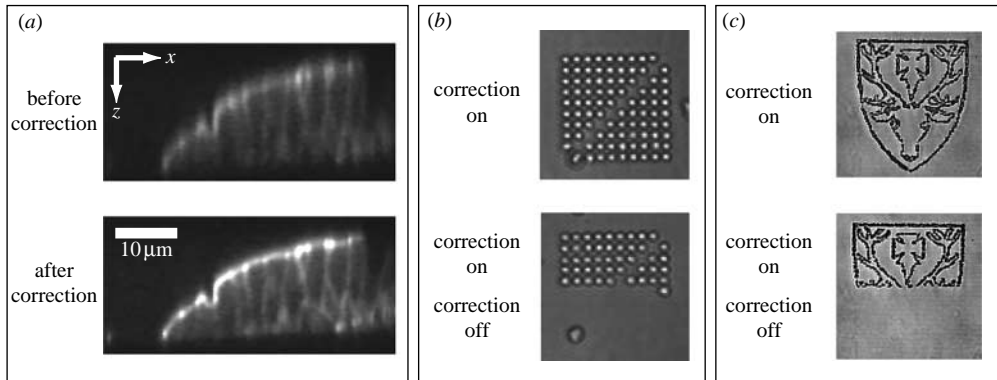 (a)
x
z
before
correction
10 μm
after
correction
(b)
correction
on
correction
on
correction
off
(c)
correction
on
correction
on
correction
off